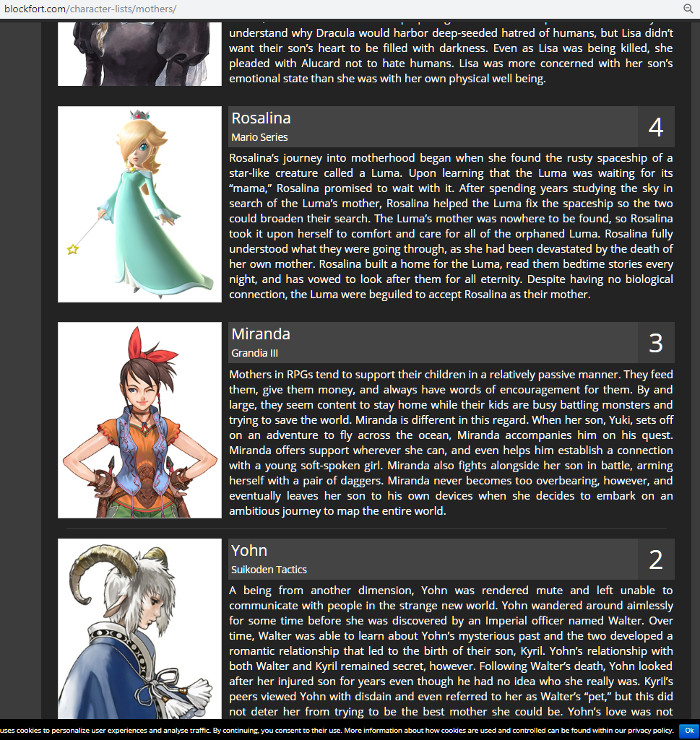 blockfort.com/character-lists/mothers/
understand why Dracula would harbor deep-seeded hatred of humans, but Lisa didn't
want their son's heart to be filled with darkness. Even as Lisa was being killed, she
pleaded with Alucard not to hate humans. Lisa was more concerned with her son's
emotional state than she was with her own physical well being.
Rosalina
Mario Series
4
Rosalina's journey into motherhood began when she found the rusty spaceship of a
star-like creature called a Luma. Upon learning that the Luma was waiting for its
"mama," Rosalina promised to wait with it. After spending years studying the sky in
search of the Luma's mother, Rosalina helped the Luma fix the spaceship so the two
could broaden their search. The Luma's mother was nowhere to be found, so Rosalina
took it upon herself to comfort and care for all of the orphaned Luma. Rosalina fully
understood what they were going through, as she had been devastated by the death of
her own mother. Rosalina built a home for the Luma, read them bedtime stories every
night, and has vowed to look after them for all eternity. Despite having no biological
connection, the Luma were beguiled to accept Rosalina as their mother.
Miranda
Grandia III
3
Mothers in RPGs tend to support their children in a relatively passive manner. They feed
them, give them money, and always have words of encouragement for them. By and
large, they seem content to stay home while their kids are busy battling monsters and
trying to save the world. Miranda is different in this regard. When her son, Yuki, sets off
on an adventure to fly across the ocean, Miranda accompanies him on his quest.
Miranda offers support wherever she can, and even helps him establish a connection
with a young soft-spoken girl. Miranda also fights alongside her son in battle, arming
herself with a pair of daggers. Miranda never becomes too overbearing, however, and
eventually leaves her son to his own devices when she decides to embark on an
ambitious journey to map the entire world.
Yohn
Suikoden Tactics
2
A being from another dimension, Yohn was rendered mute and left unable to
communicate with people in the strange new world. Yohn wandered around aimlessly
for some time before she was discovered by an Imperial officer named Walter. Over
time, Walter was able to learn about Yohn's mysterious past and the two developed a
romantic relationship that led to the birth of their son, Kyril. Yohn's relationship with
both Walter and Kyril remained secret, however. Following Walter's death, Yohn looked
after her injured son for years even though he had no idea who she really was. Kyril's
peers viewed Yohn with disdain and even referred to her as Walter's "pet," but this did
not deter her from trying to be the best mother she could be. Yohn's love was not
uses cookies to personalize user experiences and analyse traffic. By continuing, you consent to their use. More information about how cookies are used and controlled can be found within our privacy policy.
Ok